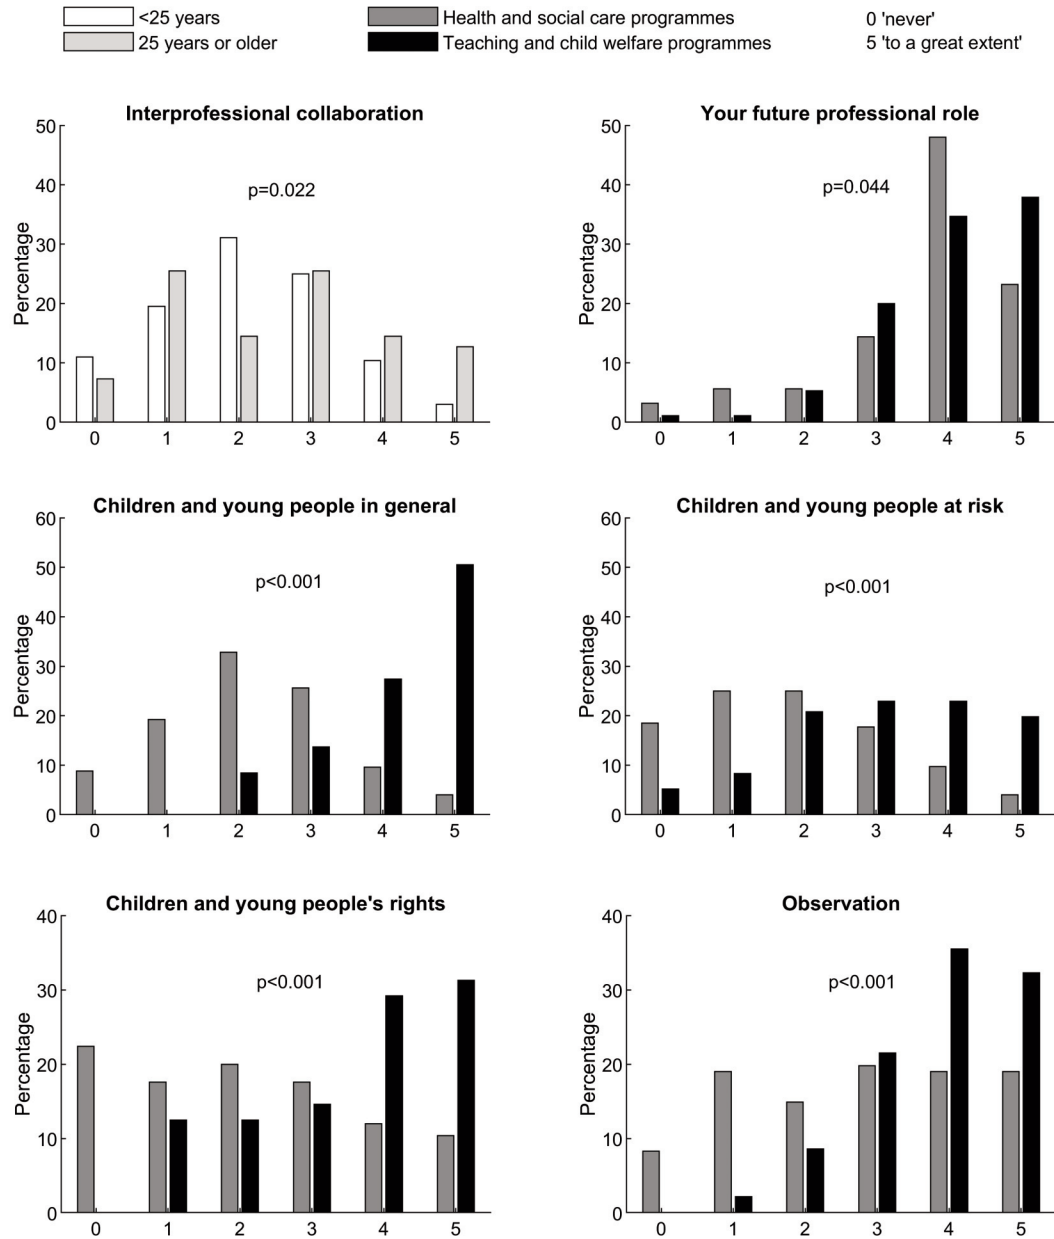 <25 years
25 years or older
Health and social care programmes
Teaching and child welfare programmes
0 'never'
5 'to a great extent'
Interprofessional collaboration
50
40
30
20
10
0
Percentage
p=0.022
0 1 2 3 4 5
Your future professional role
50
40
30
20
10
0
Percentage
p=0.044
0 1 2 3 4 5
Children and young people in general
60
50
40
30
20
10
0
Percentage
p<0.001
0 1 2 3 4 5
Children and young people at risk
60
50
40
30
20
10
0
Percentage
p<0.001
0 1 2 3 4 5
Children and young people's rights
40
30
20
10
0
Percentage
p<0.001
0 1 2 3 4 5
Observation
40
30
20
10
0
Percentage
p<0.001
0 1 2 3 4 5